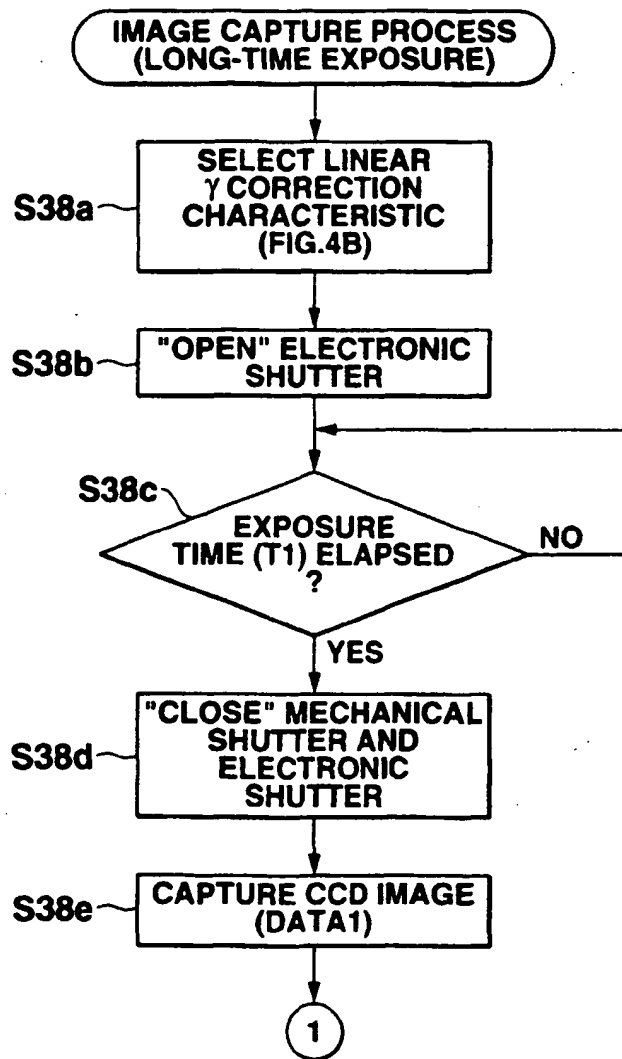 IMAGE CAPTURE PROCESS
(LONG-TIME EXPOSURE)
S38a
SELECT LINEAR
γ CORRECTION
CHARACTERISTIC
(FIG.4B)
S38b
"OPEN" ELECTRONIC
SHUTTER
S38c
EXPOSURE
TIME (T1) ELAPSED
?
NO
YES
S38d
"CLOSE" MECHANICAL
SHUTTER AND
ELECTRONIC
SHUTTER
S38e
CAPTURE CCD IMAGE
(DATA1)
1